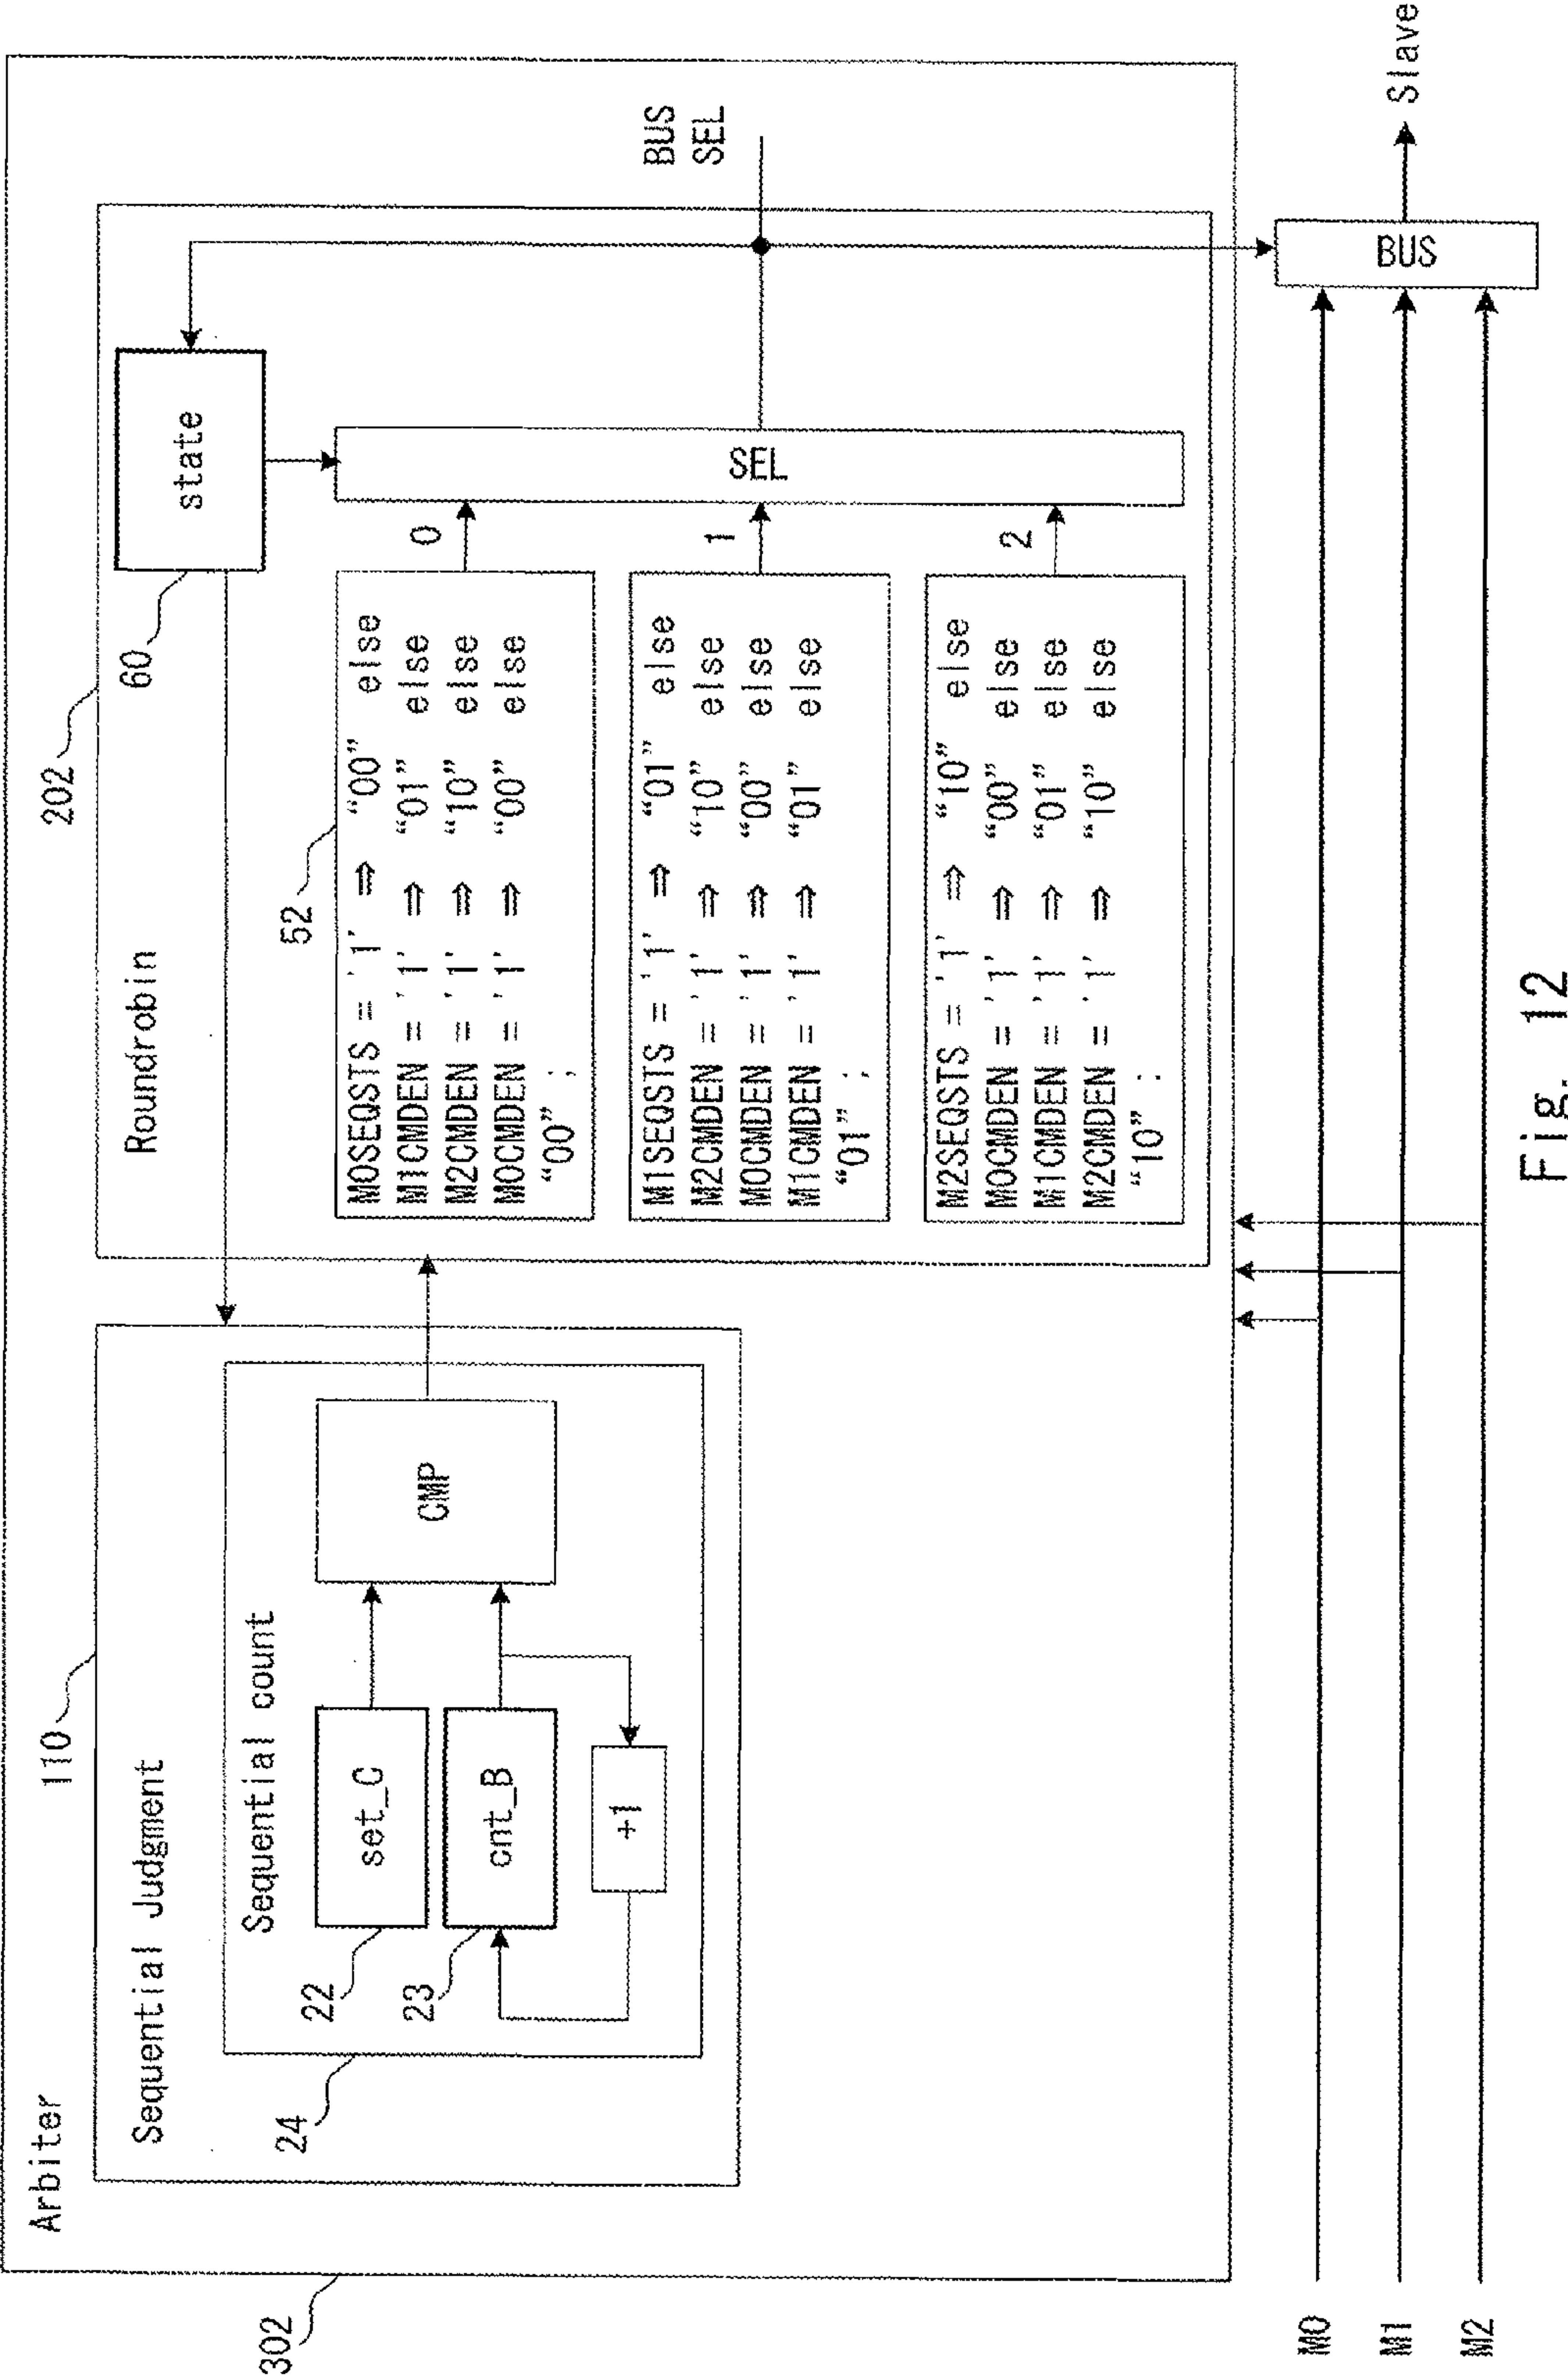 302
Arbiter
110
Sequential Judgment
24
Sequential count
22
set_C
23
cnt_B
+1
CMP
202
Roundrobin
60
state
52
M0SEQSTS = '1' ⇒ “00” else
M1CMDEN = '1' ⇒ “01” else
M2CMDEN = '1' ⇒ “10” else
M0CMDEN = '1' ⇒ “00” else
“00” ;
0
M1SEQSTS = '1' ⇒ “01” else
M2CMDEN = '1' ⇒ “10” else
M0CMDEN = '1' ⇒ “00” else
M1CMDEN = '1' ⇒ “01” else
“01” ;
1
M2SEQSTS = '1' ⇒ “10” else
M0CMDEN = '1' ⇒ “00” else
M1CMDEN = '1' ⇒ “01” else
M2CMDEN = '1' ⇒ “10” else
“10” :
2
SEL
BUS
SEL
M0
M1
M2
BUS
Slave
Fig. 12